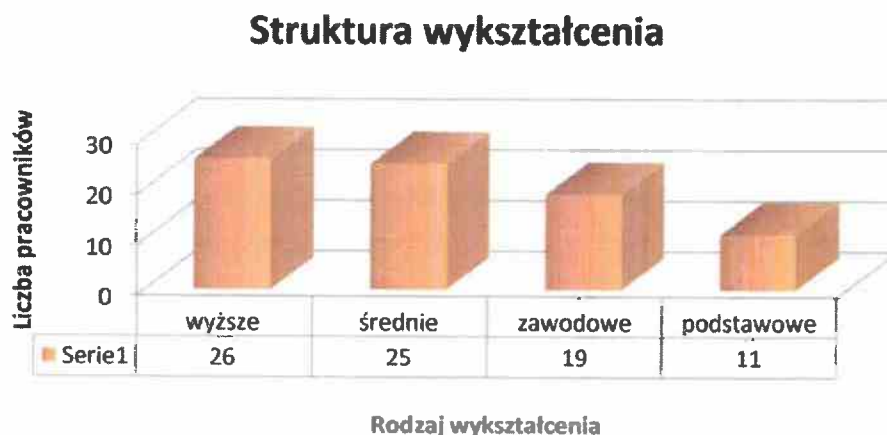 Struktura wykształcenia
Liczba pracowników
30
20
10
0
wyższe średnie zawodowe podstawowe
Serie1 26 25 19 11
Rodzaj wykształcenia